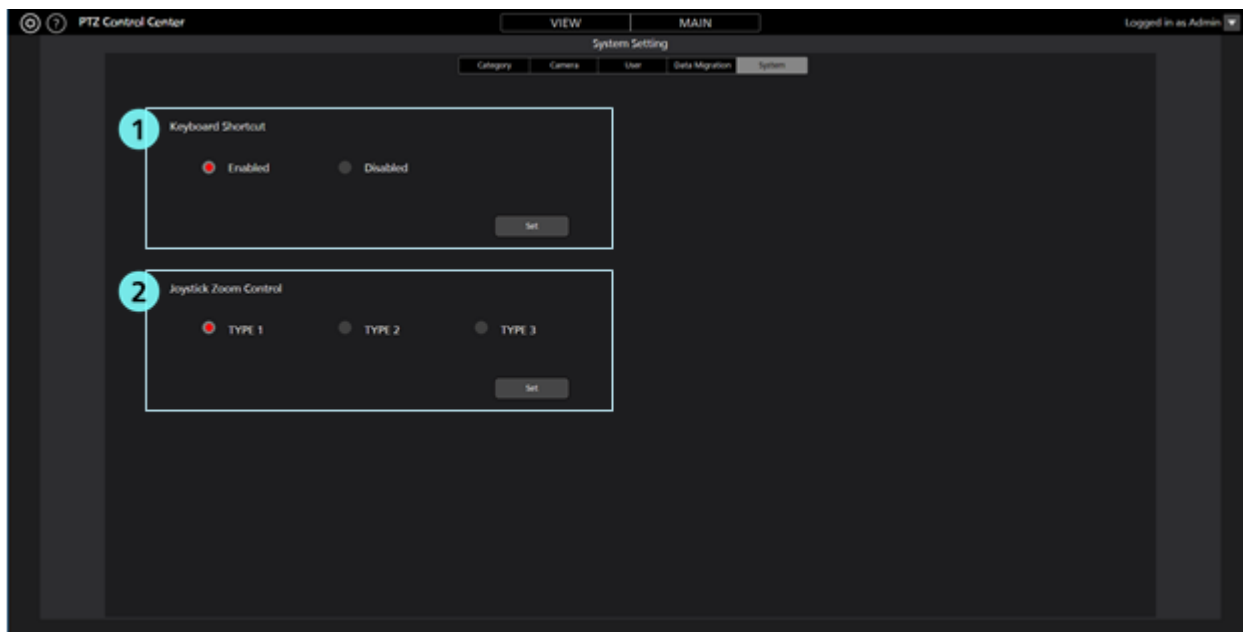 ? PTZ Control Center VIEW MAIN Logged in as Admin
System Setting
Category Camera User Data Migration System
1 Keyboard Shortcut
Enabled Disabled
Set
2 Joystick Zoom Control
TYPE 1 TYPE 2 TYPE 3
Set